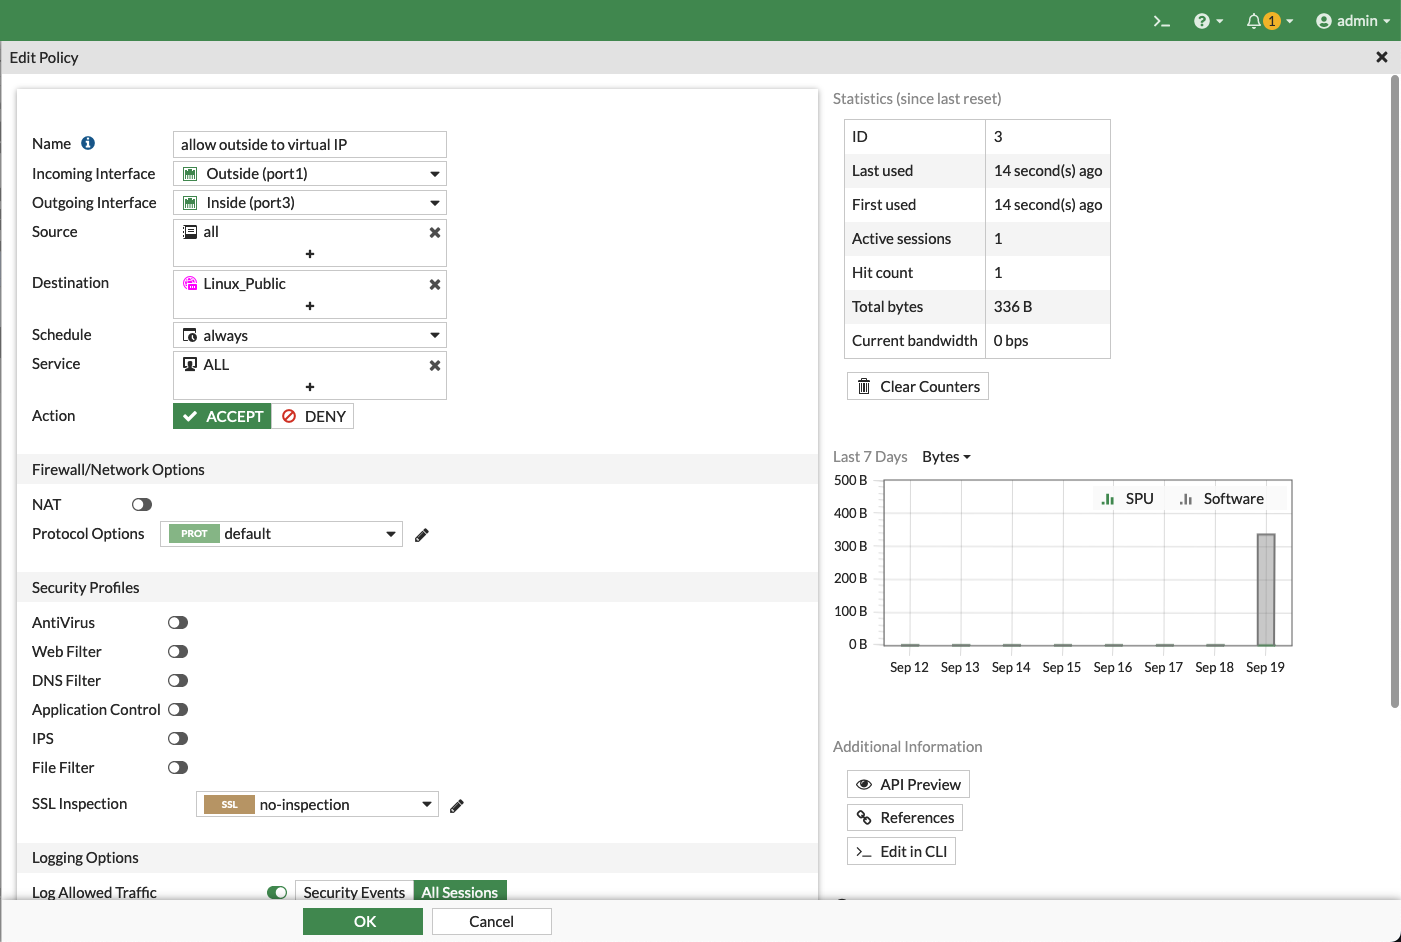 1 admin
Edit Policy
Name allow outside to virtual IP
Incoming Interface Outside (port1)
Outgoing Interface Inside (port3)
Source all
+
Destination Linux_Public
+
Schedule always
Service ALL
+
Action ACCEPT DENY
Firewall/Network Options
NAT
Protocol Options PROT default
Security Profiles
AntiVirus
Web Filter
DNS Filter
Application Control
IPS
File Filter
SSL Inspection SSL no-inspection
Logging Options
Log Allowed Traffic Security Events All Sessions
OK Cancel
Statistics (since last reset)
ID 3
Last used 14 second(s) ago
First used 14 second(s) ago
Active sessions 1
Hit count 1
Total bytes 336 B
Current bandwidth 0 bps
Clear Counters
Last 7 Days Bytes
SPU Software
500 B
400 B
300 B
200 B
100 B
0 B
Sep 12 Sep 13 Sep 14 Sep 15 Sep 16 Sep 17 Sep 18 Sep 19
Additional Information
API Preview
References
>_ Edit in CLI